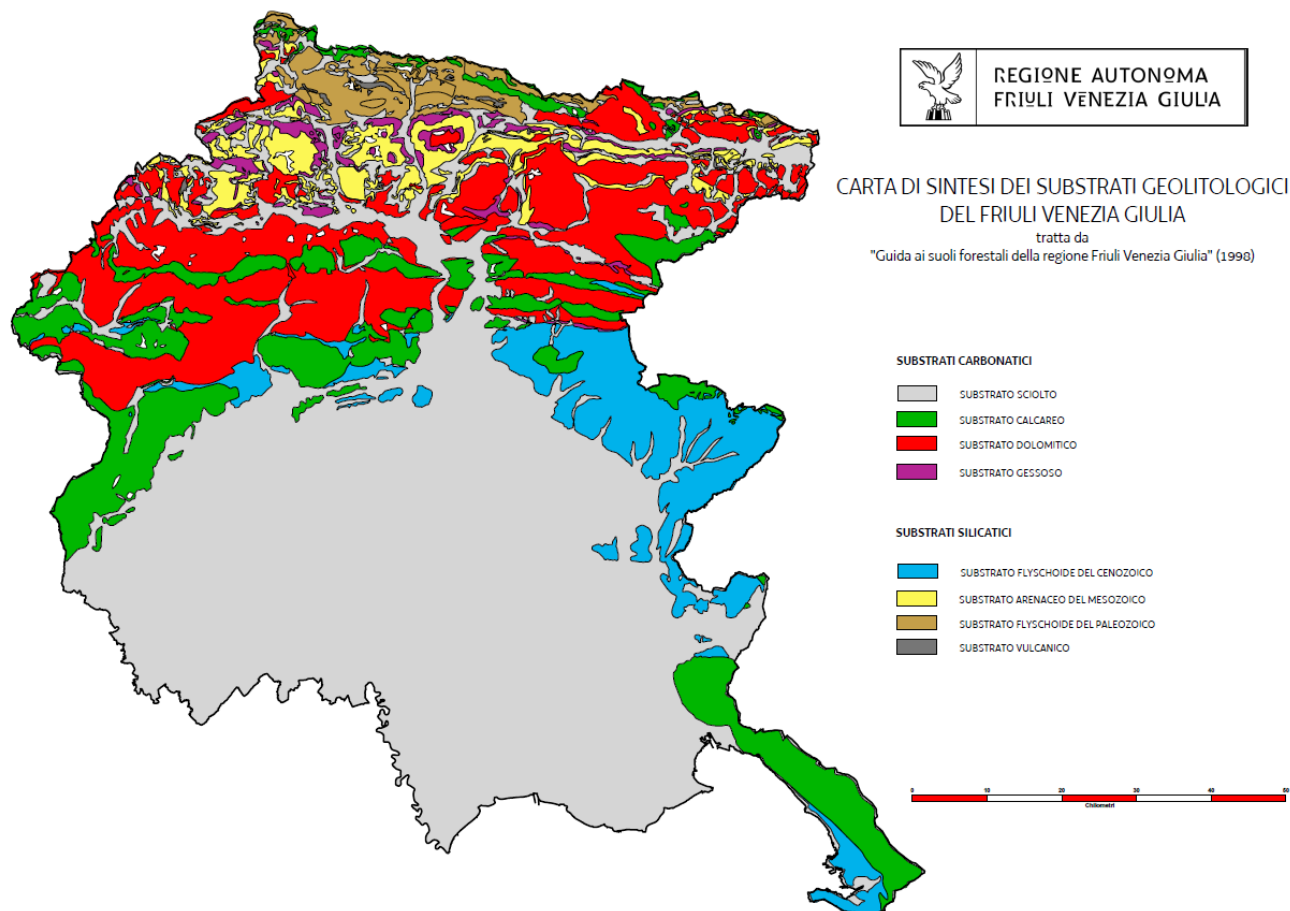 REGIONE AUTONOMA
FRIULI VENEZIA GIULIA
CARTA DI SINTESI DEI SUBSTRATI GEOLITOLOGICI
DEL FRIULI VENEZIA GIULIA
tratta da
"Guida ai suoli forestali della regione Friuli Venezia Giulia" (1998)
SUBSTRATI CARBONATICI
SUBSTRATO SCIOLTO
SUBSTRATO CALCAREO
SUBSTRATO DOLOMITICO
SUBSTRATO GESSOSO
SUBSTRATI SILICATICI
SUBSTRATO FLYSCHOIDE DEL CENOZOICO
SUBSTRATO ARENACEO DEL MESOZOICO
SUBSTRATO FLYSCHOIDE DEL PALEOZOICO
SUBSTRATO VULCANICO
0 10 20 30 40 50
Chilometri